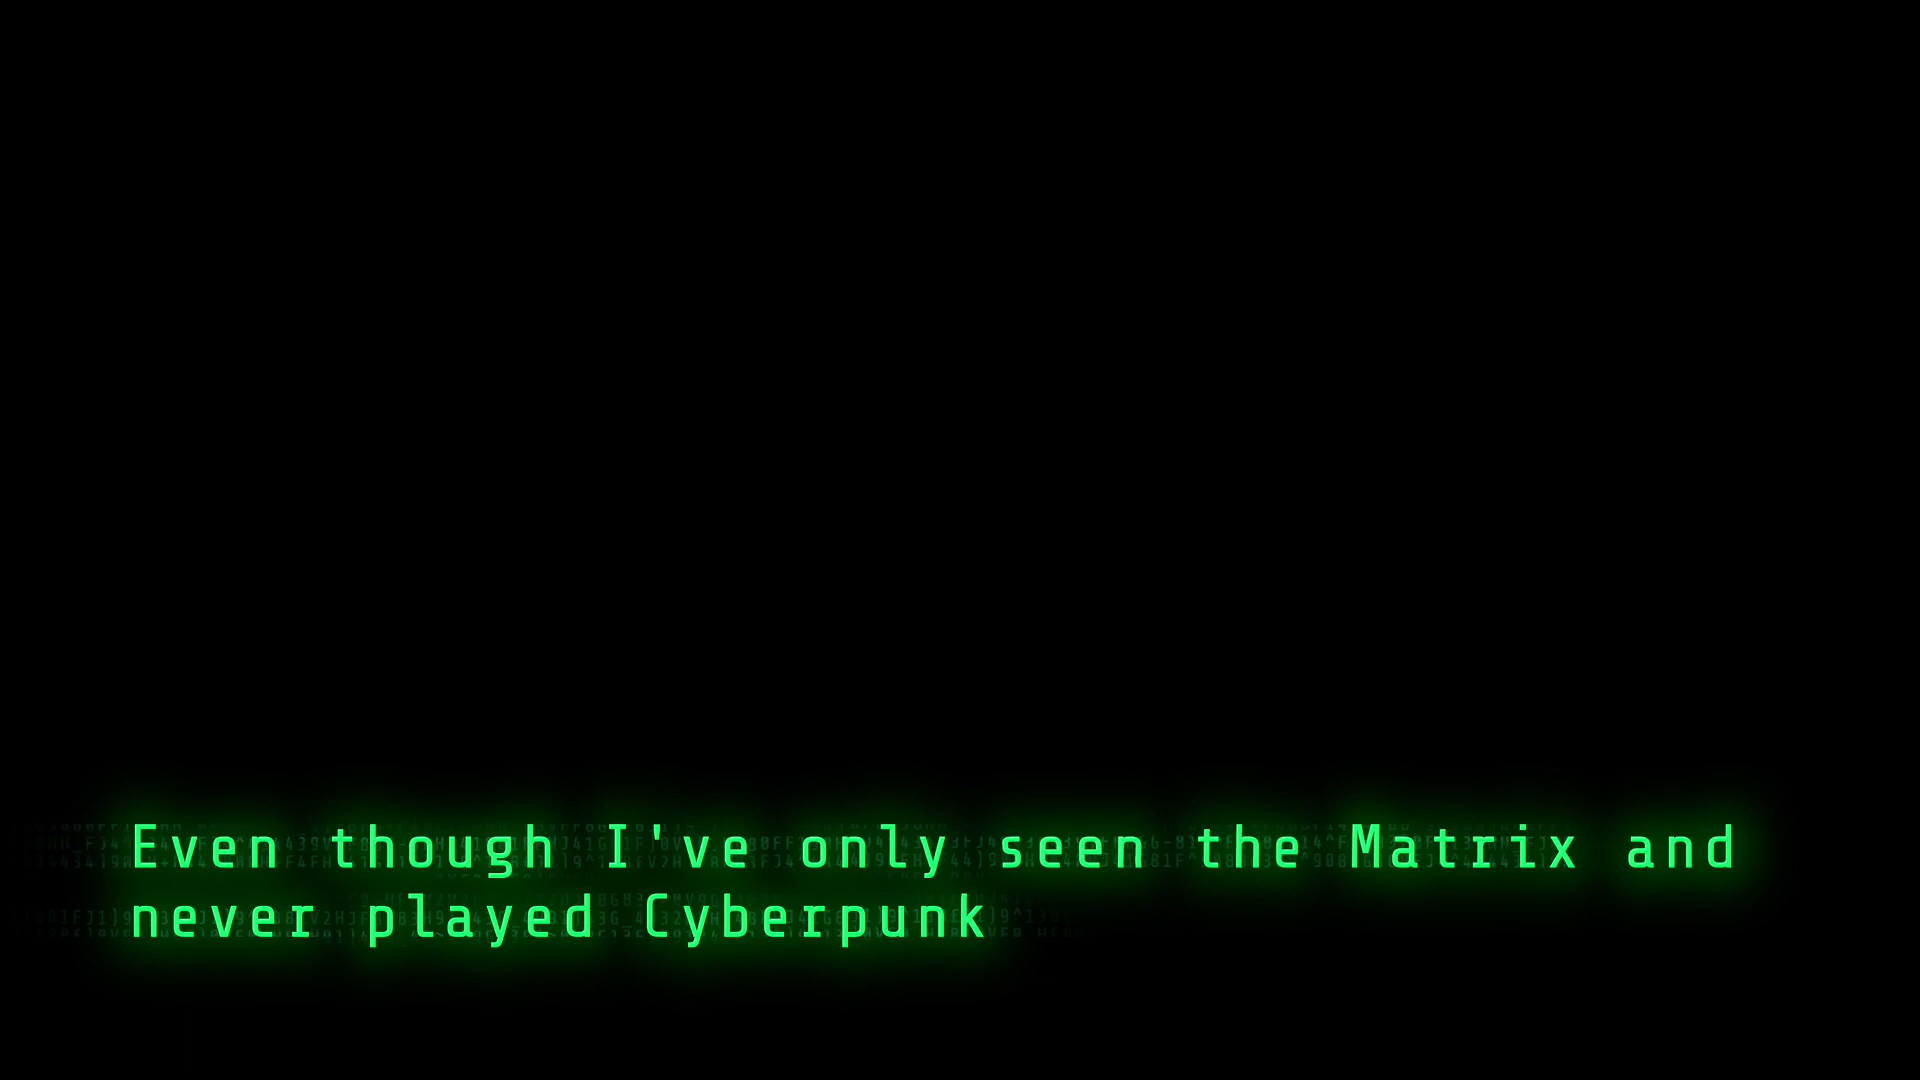 Even though I've only seen the Matrix and
never played Cyberpunk